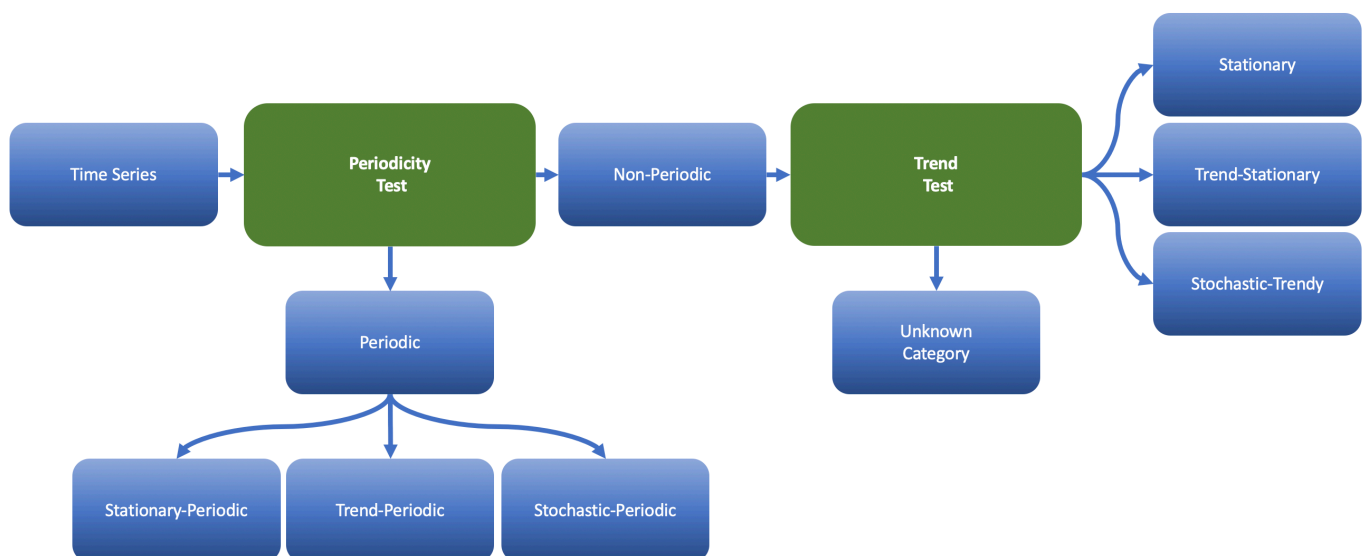 Time Series
Periodicity
Test
Non-Periodic
Trend
Test
Stationary
Trend-Stationary
Stochastic-Trendy
Periodic
Unknown
Category
Stationary-Periodic
Trend-Periodic
Stochastic-Periodic